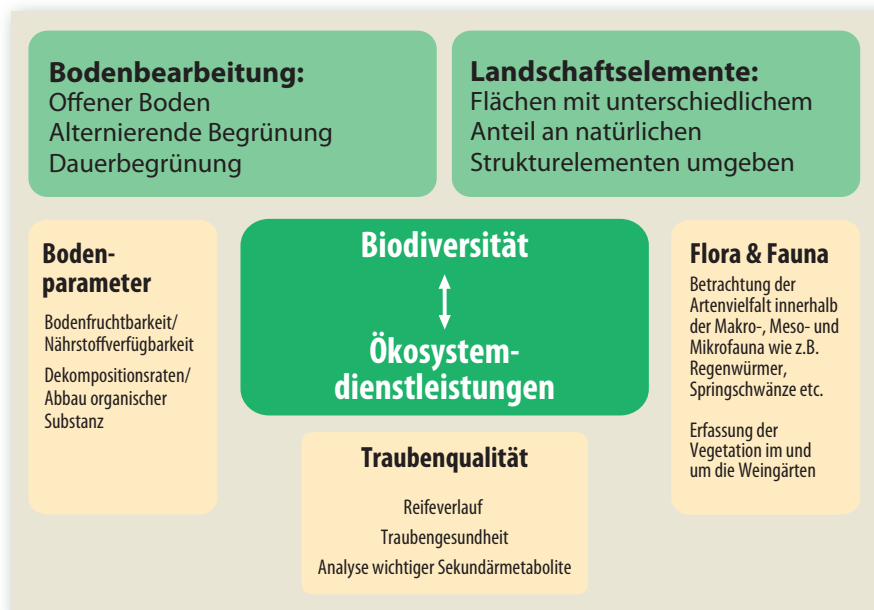 Bodenbearbeitung:
Offener Boden
Alternierende Begrünung
Dauerbegrünung
Landschaftselemente:
Flächen mit unterschiedlichem
Anteil an natürlichen
Strukturelementen umgeben
Boden-
parameter
Bodenfruchtbarkeit/
Nährstoffverfügbarkeit
Dekompositionsraten/
Abbau organischer
Substanz
Biodiversität
Ökosystem-
dienstleistungen
Flora & Fauna
Betrachtung der
Artenvielfalt innerhalb
der Makro-, Meso- und
Mikrofauna wie z.B.
Regenwürmer,
Springschwänze etc.
Erfassung der
Vegetation im und
um die Weingärten
Traubenqualität
Reifeverlauf
Traubengesundheit
Analyse wichtiger Sekundärmetabolite